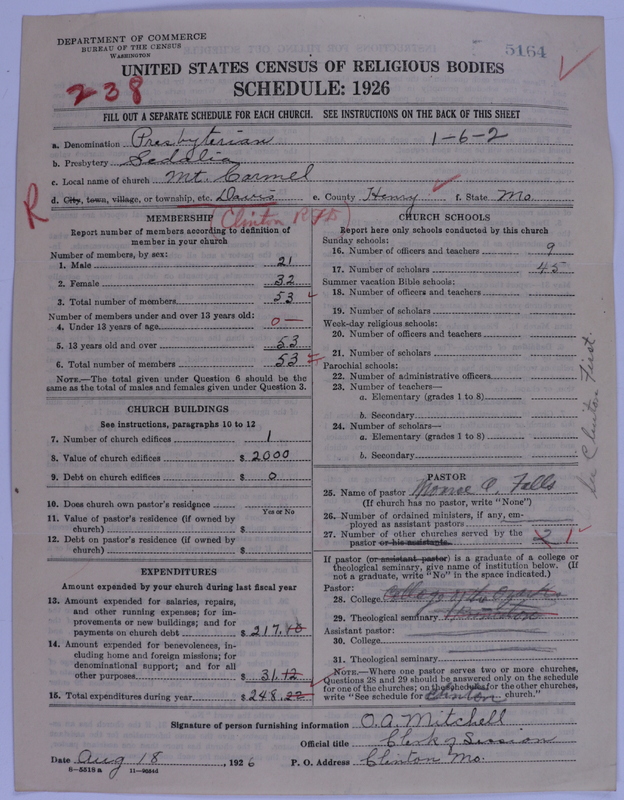 DEPARTMENT OF COMMERCE
BUREAU OF THE CENSUS
WASHINGTON
5164
UNITED STATES CENSUS OF RELIGIOUS BODIES
238
SCHEDULE: 1926
FILL OUT A SEPARATE SCHEDULE FOR EACH CHURCH. SEE INSTRUCTIONS ON THE BACK OF THIS SHEET
a. Denomination Presbyterian 1-6-2
b. Presbytery Sedalia
c. Local name of church Mt. Carmel
d. City, town, village, or township, etc. Davis e. County Henry f. State Mo.
R
(Clinton RFD)
MEMBERSHIP
Report number of members according to definition of
member in your church
Number of members, by sex:
1. Male 21
2. Female 32
3. Total number of members 53
Number of members under and over 13 years old:
4. Under 13 years of age 0—
5. 13 years old and over 53
6. Total number of members 53
NOTE.—The total given under Question 6 should be the
same as the total of males and females given under Question 3.
CHURCH BUILDINGS
See instructions, paragraphs 10 to 12
7. Number of church edifices 1
8. Value of church edifices $ 2000
9. Debt on church edifices $ 0
10. Does church own pastor's residence
Yes or No
11. Value of pastor's residence (if owned by
church) $
12. Debt on pastor's residence (if owned by
church) $
EXPENDITURES
Amount expended by your church during last fiscal year
13. Amount expended for salaries, repairs,
and other running expenses; for im-
provements or new buildings; and for
payments on church debt $ 217.10
14. Amount expended for benevolences, in-
cluding home and foreign missions; for
denominational support; and for all
other purposes $ 31.12
15. Total expenditures during year $ 248.22
CHURCH SCHOOLS
Report here only schools conducted by this church
Sunday schools:
16. Number of officers and teachers 9
17. Number of scholars 45
Summer vacation Bible schools:
18. Number of officers and teachers
19. Number of scholars
Week-day religious schools:
20. Number of officers and teachers
21. Number of scholars
Parochial schools:
22. Number of administrative officers
23. Number of teachers—
a. Elementary (grades 1 to 8)
b. Secondary
24. Number of scholars—
a. Elementary (grades 1 to 8)
b. Secondary
See Clinton First.
PASTOR
25. Name of pastor Monroe C. Falls
(If church has no pastor, write "None")
26. Number of ordained ministers, if any, em-
ployed as assistant pastors
27. Number of other churches served by the
pastor or his assistants 2 1
If pastor (or assistant pastor) is a graduate of a college or
theological seminary, give name of institution below. (If
not a graduate, write "No" in the space indicated.)
Pastor:
28. College
29. Theological seminary
Assistant pastor:
30. College
31. Theological seminary
NOTE.—Where one pastor serves two or more churches,
Questions 28 and 29 should be answered only on the schedule
for one of the churches; on the schedules for the other churches,
write "See schedule for Clinton church."
Signature of person furnishing information O.A. Mitchell
Official title Clerk of Session
Date Aug 18, 1926 P. O. Address Clinton Mo.
8—5518 a 11—9664d